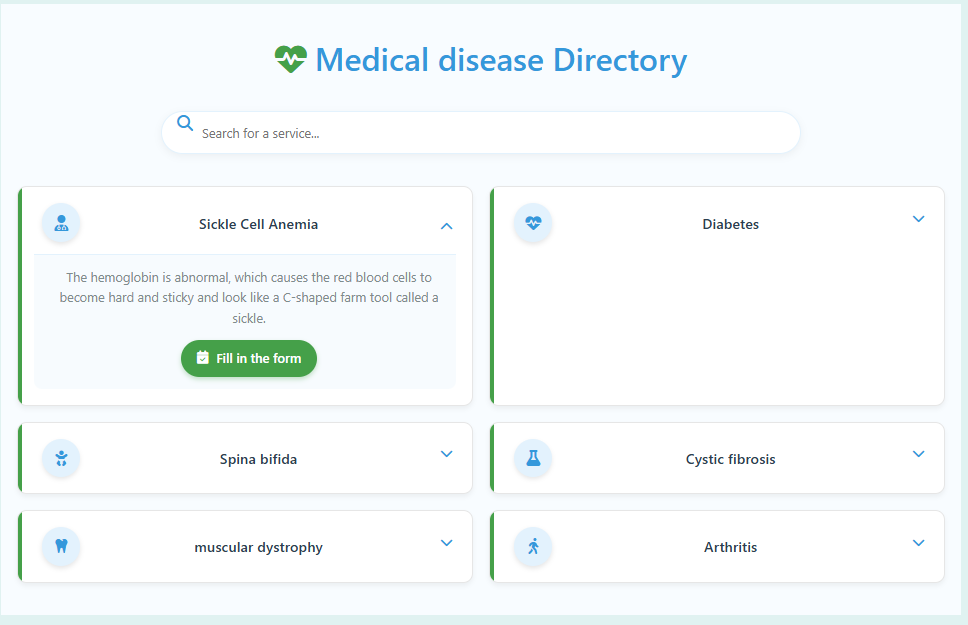 Medical disease Directory
Search for a service...
Sickle Cell Anemia
The hemoglobin is abnormal, which causes the red blood cells to
become hard and sticky and look like a C-shaped farm tool called a
sickle.
Fill in the form
Diabetes
Spina bifida
Cystic fibrosis
muscular dystrophy
Arthritis